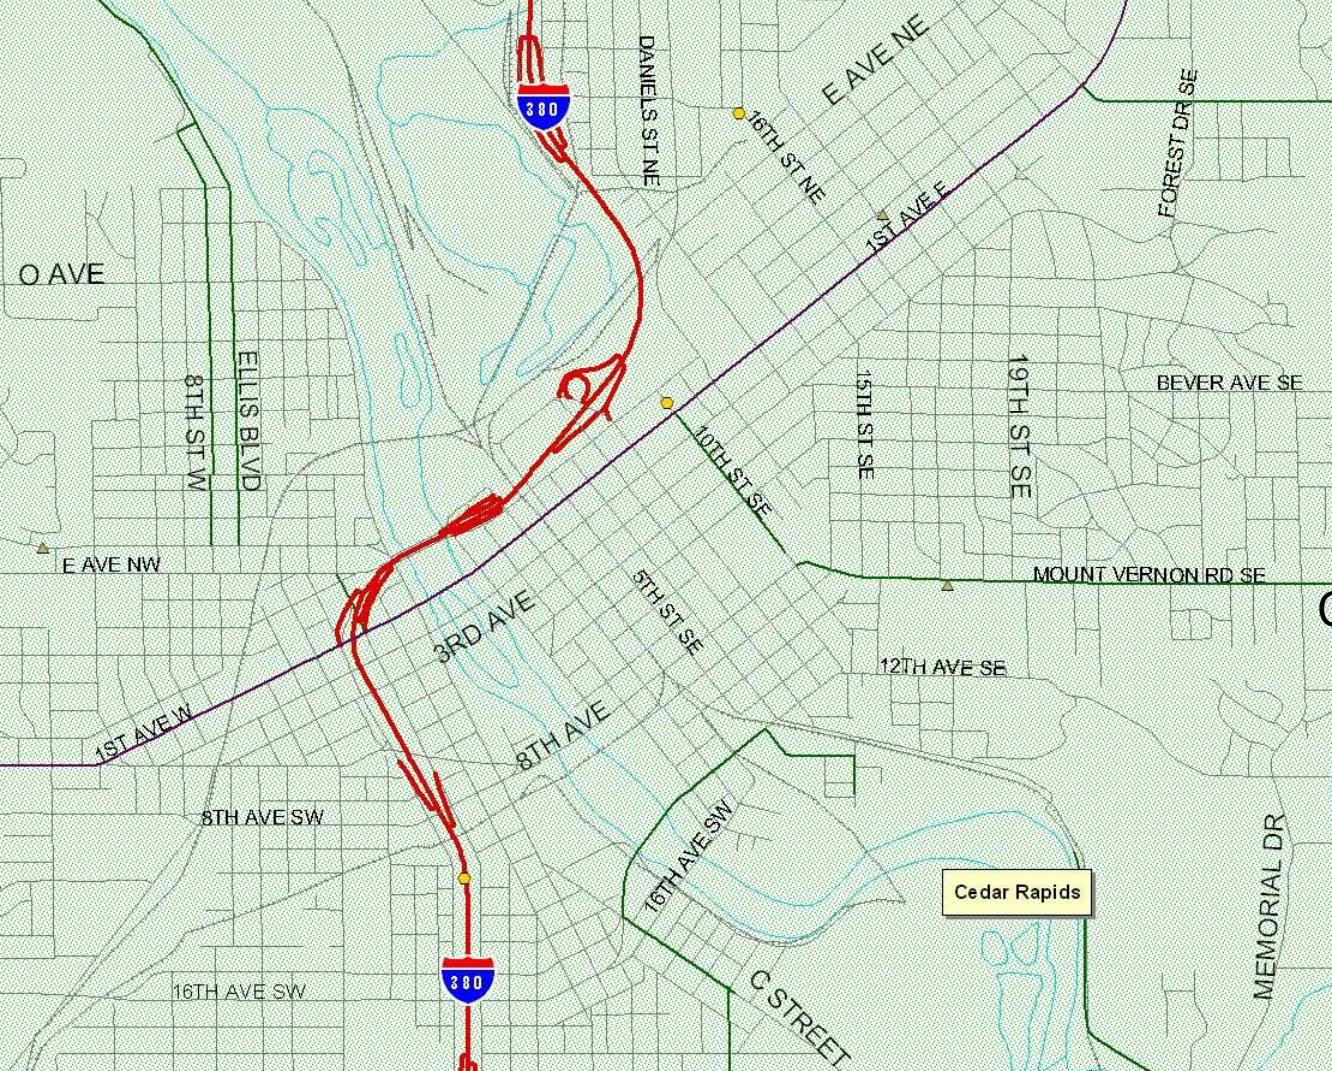 380
DANIELS ST NE
E AVE NE
16TH ST NE
FOREST DR SE
1ST AVE E
O AVE
8TH ST W
ELLIS BLVD
15TH ST SE
19TH ST SE
BEVER AVE SE
10TH ST SE
E AVE NW
MOUNT VERNON RD SE
5TH ST SE
3RD AVE
12TH AVE SE
1ST AVE W
8TH AVE
8TH AVE SW
16TH AVE SW
MEMORIAL DR
Cedar Rapids
380
16TH AVE SW
C STREET